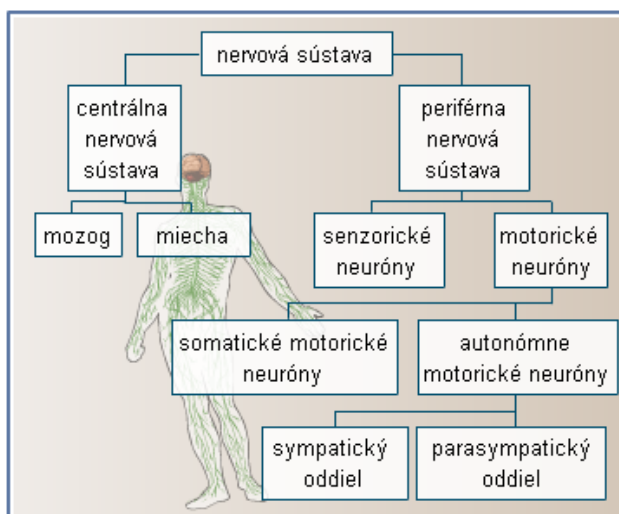 nervová sústava
centrálna
nervová
sústava
periférna
nervová
sústava
mozog
miecha
senzorické
neuróny
motorické
neuróny
somatické motorické
neuróny
autonómne
motorické neuróny
sympatický
oddiel
parasympatický
oddiel